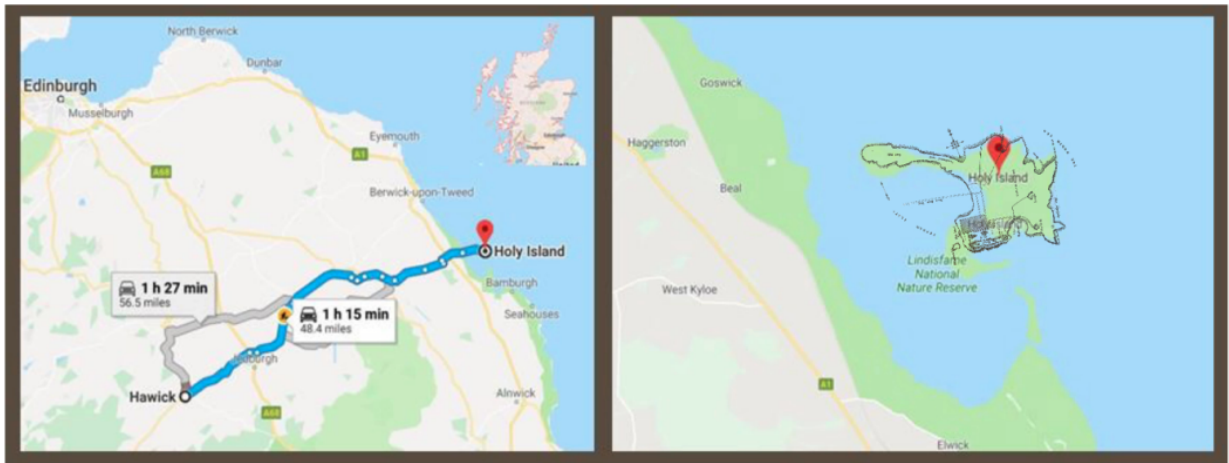 North Berwick
Dunbar
Edinburgh
Musselburgh
Eyemouth
A1
A68
Berwick-upon-Tweed
Holy Island
1 h 27 min
56.5 miles
Bamburgh
1 h 15 min
48.4 miles
Seahouses
Hawick
Alnwick
A68
Goswick
Haggerston
Holy Island
Beal
Holy Island
Lindisfarne
National
Nature Reserve
West Kyloe
A1
Elwick